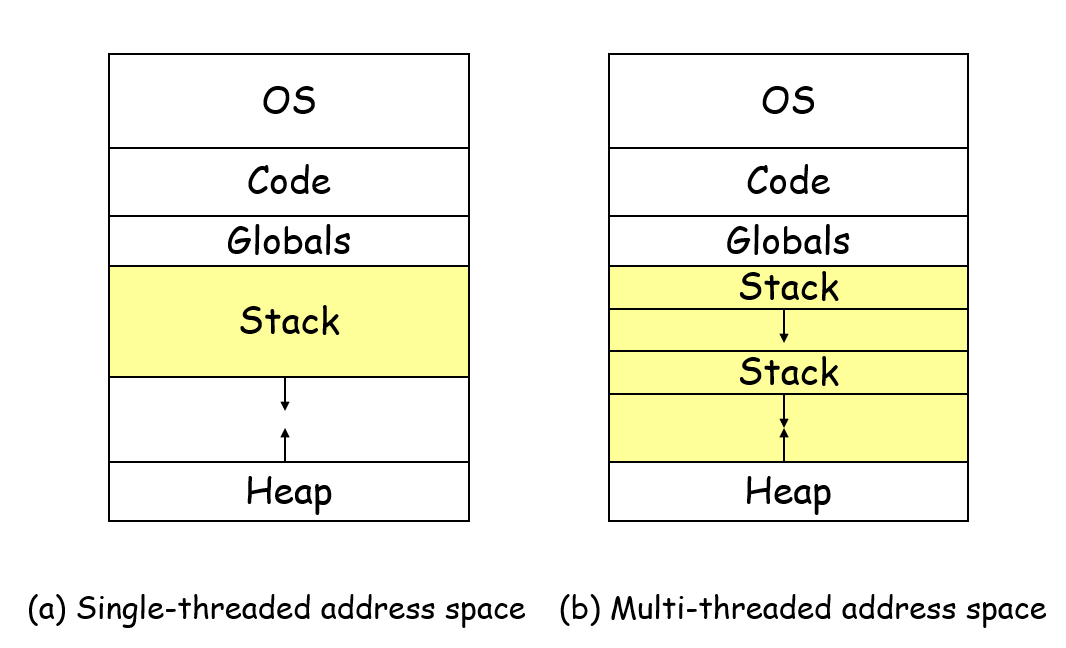 OS
Code
Globals
Stack
Heap
(a) Single-threaded address space
OS
Code
Globals
Stack
Stack
Heap
(b) Multi-threaded address space